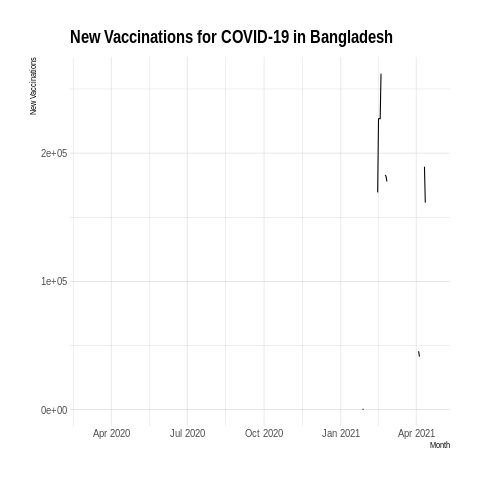 New Vaccinations for COVID-19 in Bangladesh
New Vaccinations
2e+05
1e+05
0e+00
Apr 2020 Jul 2020 Oct 2020 Jan 2021 Apr 2021
Month